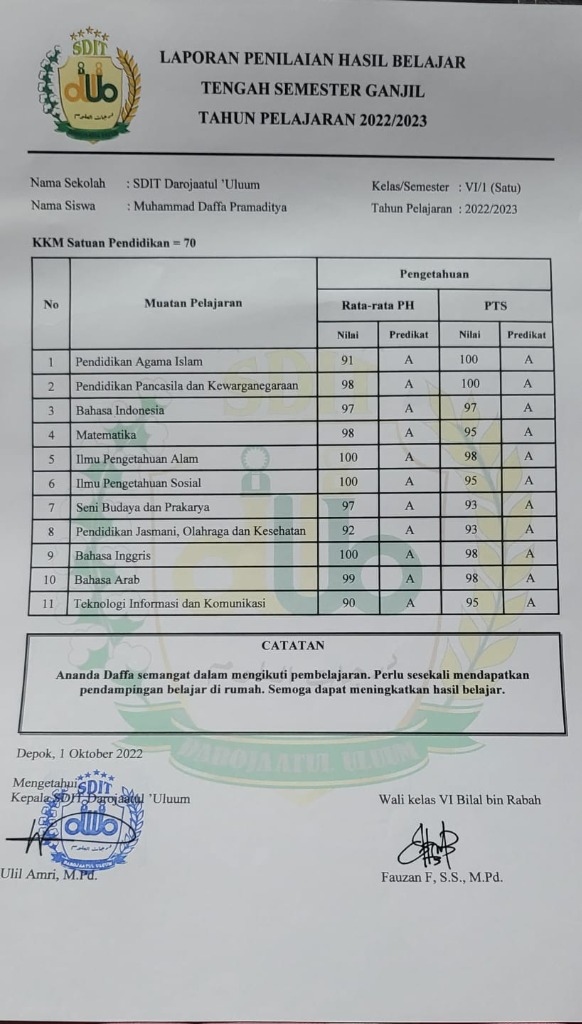 SDIT
LAPORAN PENILAIAN HASIL BELAJAR
TENGAH SEMESTER GANJIL
TAHUN PELAJARAN 2022/2023
Nama Sekolah : SDIT Darojaatul 'Uluum
Kelas/Semester : VI/1 (Satu)
Nama Siswa : Muhammad Daffa Pramaditya
Tahun Pelajaran : 2022/2023
KKM Satuan Pendidikan = 70
No Muatan Pelajaran Pengetahuan
Rata-rata PH PTS
Nilai Predikat Nilai Predikat
1 Pendidikan Agama Islam 91 A 100 A
2 Pendidikan Pancasila dan Kewarganegaraan 98 A 100 A
3 Bahasa Indonesia 97 A 97 A
4 Matematika 98 A 95 A
5 Ilmu Pengetahuan Alam 100 A 98 A
6 Ilmu Pengetahuan Sosial 100 A 95 A
7 Seni Budaya dan Prakarya 97 A 93 A
8 Pendidikan Jasmani, Olahraga dan Kesehatan 92 A 93 A
9 Bahasa Inggris 100 A 98 A
10 Bahasa Arab 99 A 98 A
11 Teknologi Informasi dan Komunikasi 90 A 95 A
CATATAN
Ananda Daffa semangat dalam mengikuti pembelajaran. Perlu sesekali mendapatkan
pendampingan belajar di rumah. Semoga dapat meningkatkan hasil belajar.
DAROJAATUL ULUUM
Depok, 1 Oktober 2022
Mengetahui
Kepala SDIT Darojaatul 'Uluum
Wali kelas VI Bilal bin Rabah
SDIT
DAROJAATUL ULUUM
Ulil Amri, M.Pd.
Fauzan F, S.S., M.Pd.